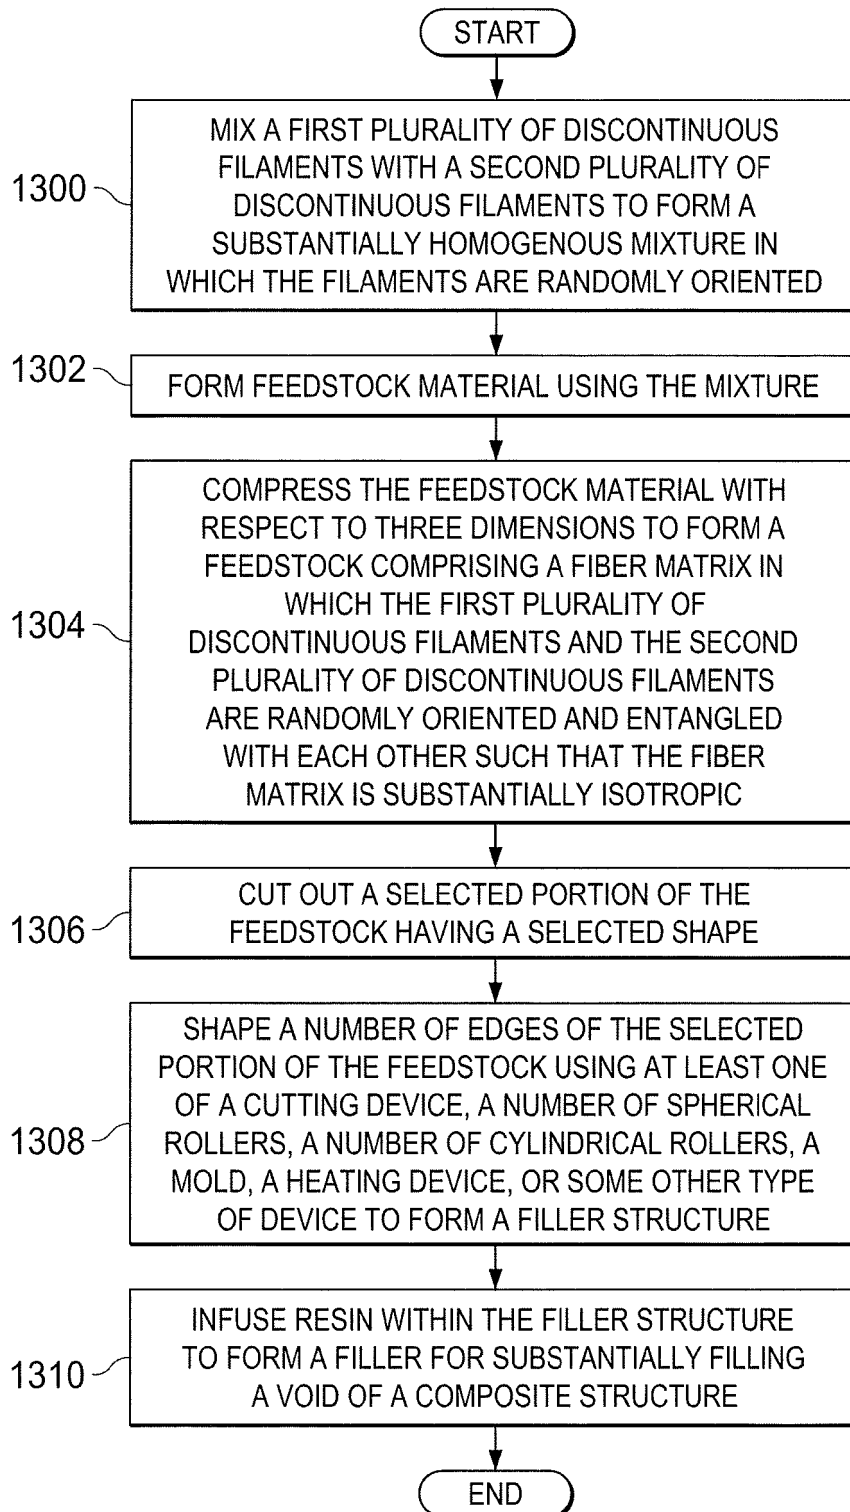 START
1300
MIX A FIRST PLURALITY OF DISCONTINUOUS
FILAMENTS WITH A SECOND PLURALITY OF
DISCONTINUOUS FILAMENTS TO FORM A
SUBSTANTIALLY HOMOGENOUS MIXTURE IN
WHICH THE FILAMENTS ARE RANDOMLY ORIENTED
1302
FORM FEEDSTOCK MATERIAL USING THE MIXTURE
1304
COMPRESS THE FEEDSTOCK MATERIAL WITH
RESPECT TO THREE DIMENSIONS TO FORM A
FEEDSTOCK COMPRISING A FIBER MATRIX IN
WHICH THE FIRST PLURALITY OF
DISCONTINUOUS FILAMENTS AND THE SECOND
PLURALITY OF DISCONTINUOUS FILAMENTS
ARE RANDOMLY ORIENTED AND ENTANGLED
WITH EACH OTHER SUCH THAT THE FIBER
MATRIX IS SUBSTANTIALLY ISOTROPIC
1306
CUT OUT A SELECTED PORTION OF THE
FEEDSTOCK HAVING A SELECTED SHAPE
1308
SHAPE A NUMBER OF EDGES OF THE SELECTED
PORTION OF THE FEEDSTOCK USING AT LEAST ONE
OF A CUTTING DEVICE, A NUMBER OF SPHERICAL
ROLLERS, A NUMBER OF CYLINDRICAL ROLLERS, A
MOLD, A HEATING DEVICE, OR SOME OTHER TYPE
OF DEVICE TO FORM A FILLER STRUCTURE
1310
INFUSE RESIN WITHIN THE FILLER STRUCTURE
TO FORM A FILLER FOR SUBSTANTIALLY FILLING
A VOID OF A COMPOSITE STRUCTURE
END